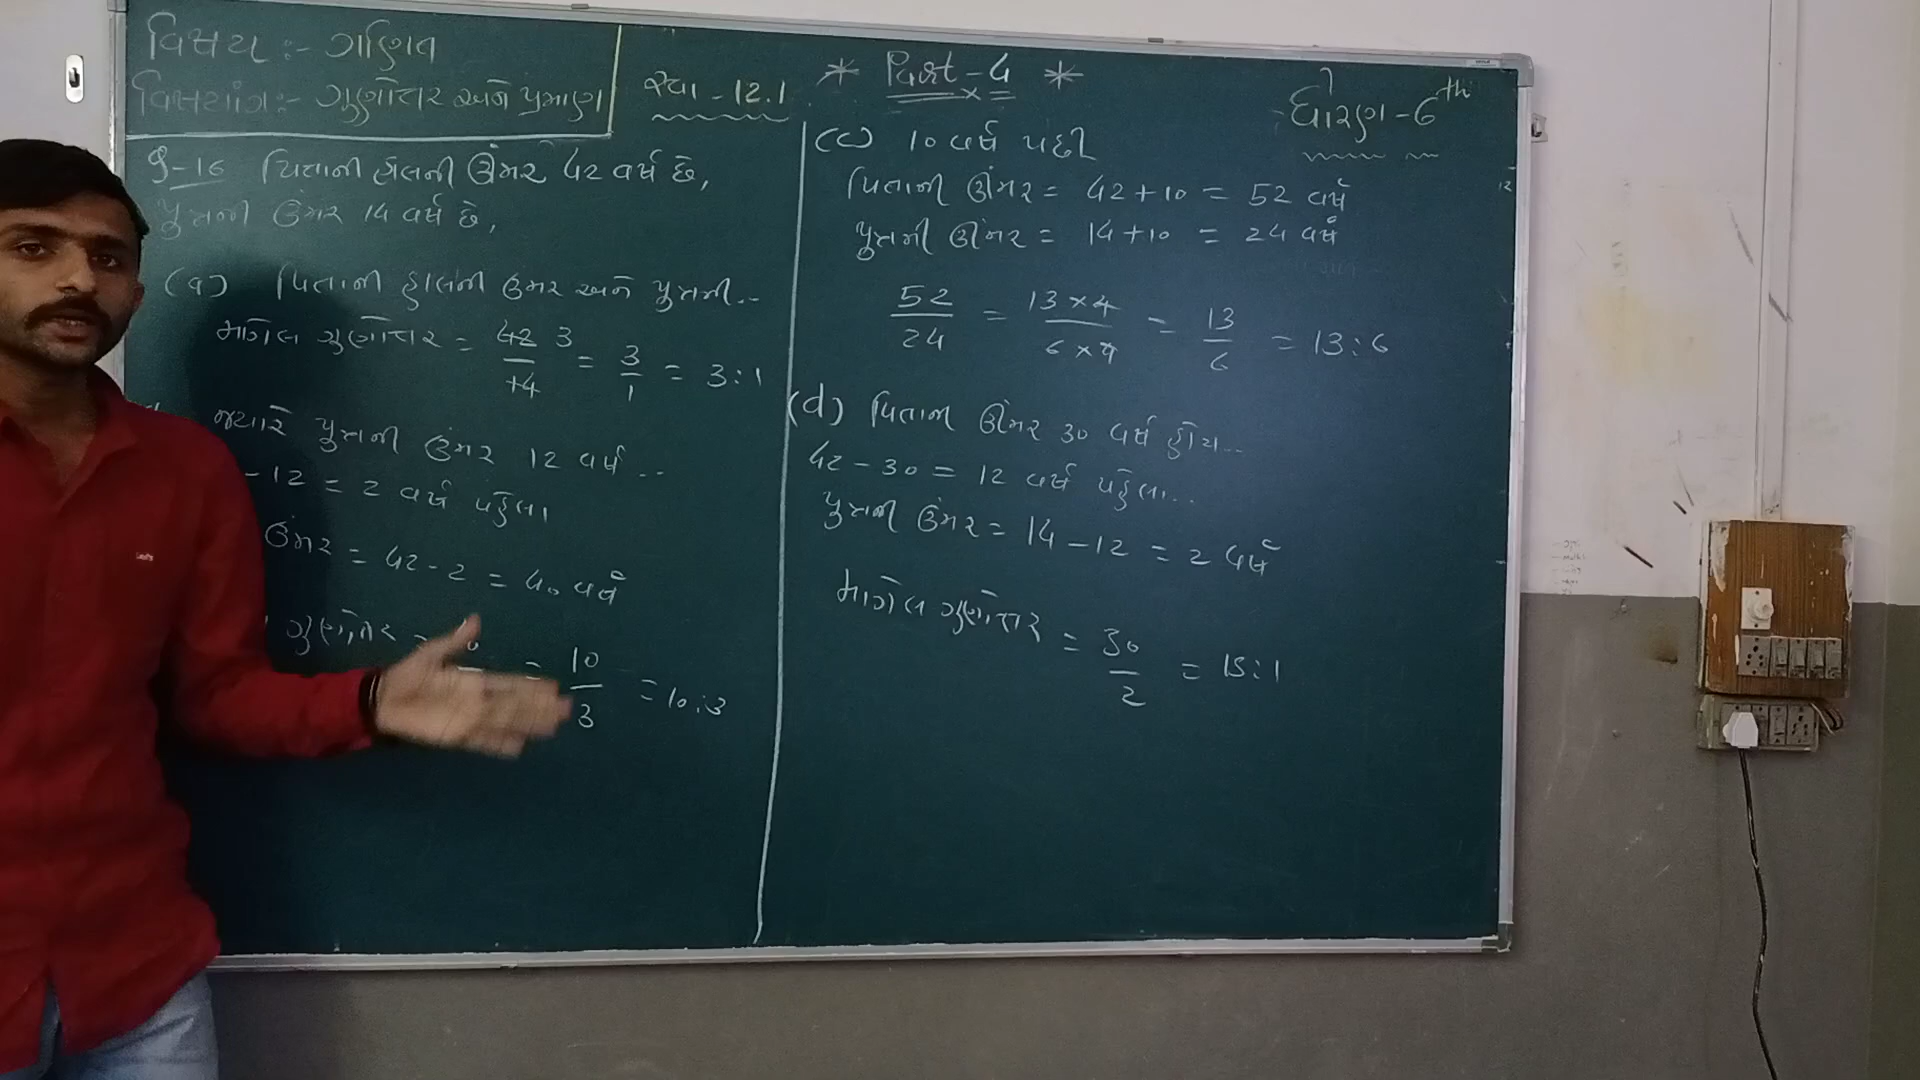 વિષય :- ગણિત
વિષયાંગ :- ગુણોત્તર અને પ્રમાણ
સ્વા - 12.1
* Part-4 *
ધોરણ-6th
પિતાની હાલની ઊંમર 42 વર્ષ છે,
પુત્રની ઉંમર 14 વર્ષ છે,
(a) પિતાની હાલની ઉંમર અને પુત્રની..
માગેલ ગુણોત્તર = 42/14 3 = 3/1 = 3:1
જયારે પુત્રની ઉંમર 12 વર્ષ ..
- 12 = 2 વર્ષ પહેલા
ઉંમર = 42 - 2 = 40 વર્ષ
ગુણોત્તર = = 10/3 = 10:3
(c) 10 વર્ષ પછી
પિતાની ઊંમર = 42 + 10 = 52 વર્ષ
પુત્રની ઊંમર = 14 + 10 = 24 વર્ષ
52/24 = 13 × 4/6 × 4 = 13/6 = 13:6
(d) પિતાની ઊંમર 30 વર્ષ હોય...
42 - 30 = 12 વર્ષ પહેલા..
પુત્રની ઉંમર = 14 - 12 = 2 વર્ષ
માગેલ ગુણોત્તર = 30/2 = 15:1